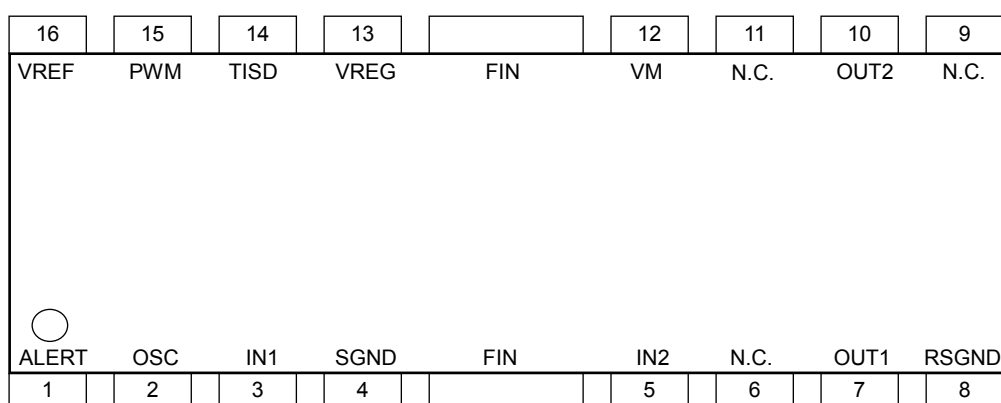 16 15 14 13 12 11 10 9
VREF PWM TISD VREG FIN VM N.C. OUT2 N.C.
ALERT OSC IN1 SGND FIN IN2 N.C. OUT1 RSGND
1 2 3 4 5 6 7 8